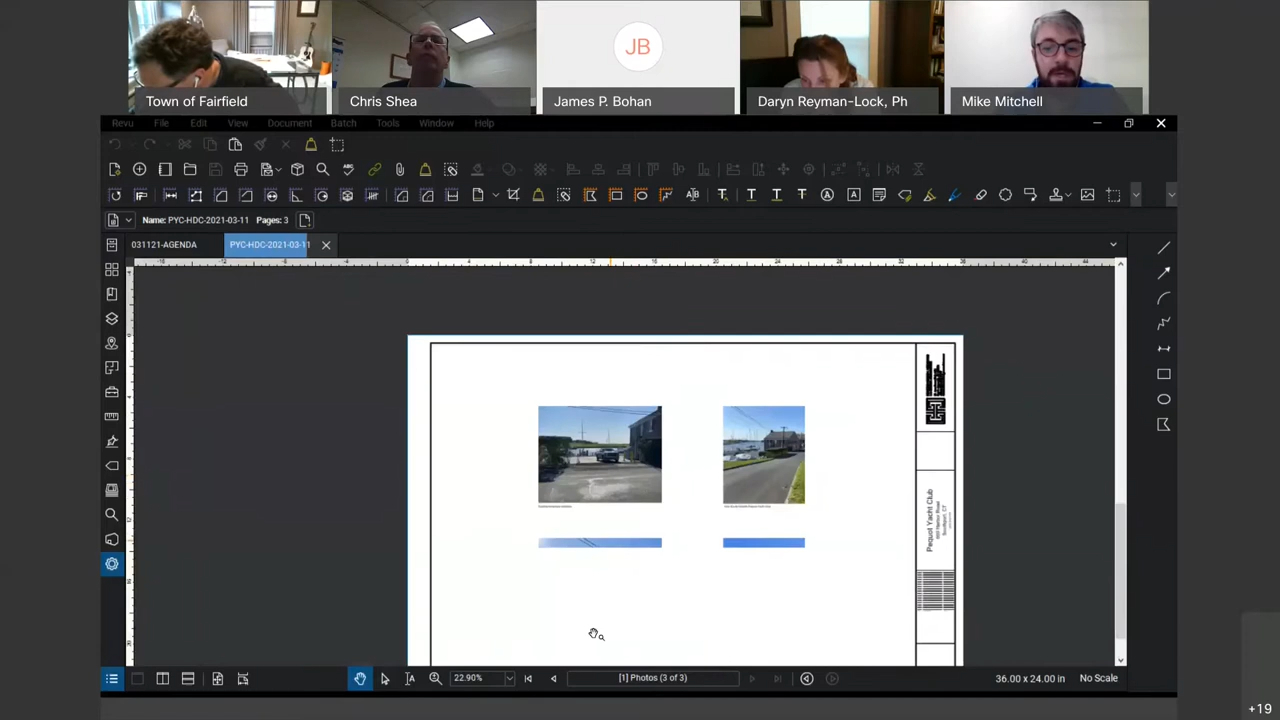 JB
Town of Fairfield
Chris Shea
James P. Bohan
Daryn Reyman-Lock, Ph
Mike Mitchell
Revu File Edit View Document Batch Tools Window Help
Name: PYC-HDC-2021-03-11 Pages: 3
031121-AGENDA
PYC-HDC-2021-03-11
Pequot Yacht Club
Southport, CT
22.90%
[1] Photos (3 of 3)
36.00 x 24.00 in
No Scale
+19